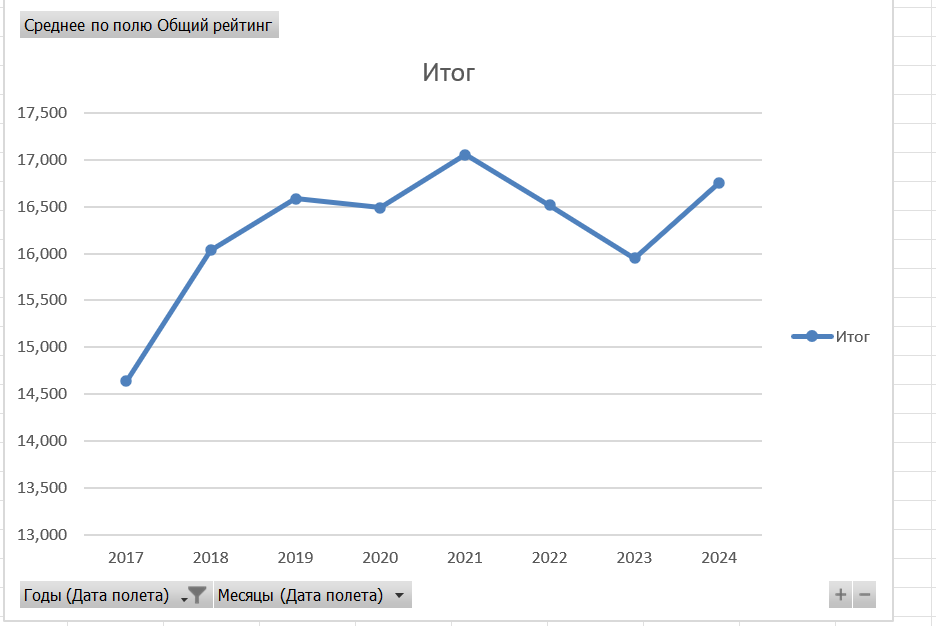 Среднее по полю Общий рейтинг
Итог
17,500
17,000
16,500
16,000
15,500
15,000
14,500
14,000
13,500
13,000
Итог
2017 2018 2019 2020 2021 2022 2023 2024
Годы (Дата полета) Месяцы (Дата полета) + −